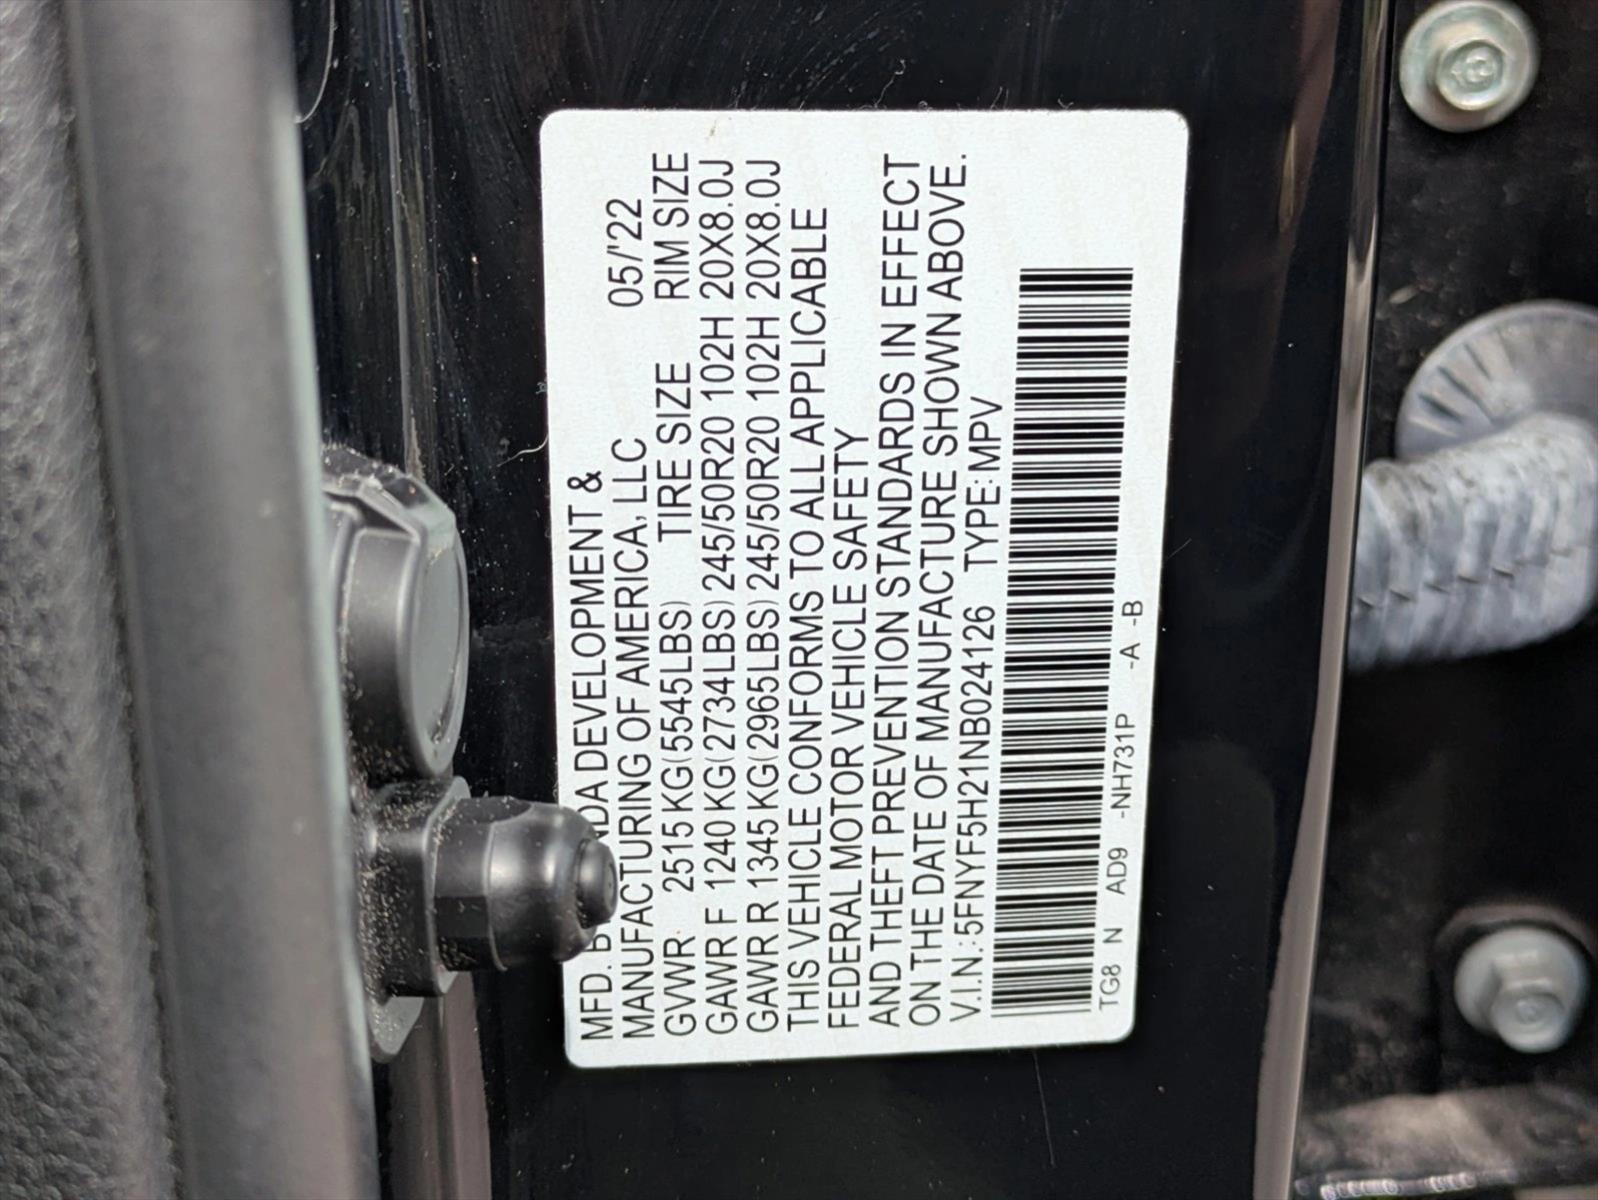 MFD. B NDA DEVELOPMENT &
MANUFACTURING OF AMERICA, LLC 05/'22
GVWR 2515 KG(5545LBS) TIRE SIZE RIM SIZE
GAWR F 1240 KG(2734LBS) 245/50R20 102H 20X8.0J
GAWR R 1345 KG(2965LBS) 245/50R20 102H 20X8.0J
THIS VEHICLE CONFORMS TO ALL APPLICABLE
FEDERAL MOTOR VEHICLE SAFETY
AND THEFT PREVENTION STANDARDS IN EFFECT
ON THE DATE OF MANUFACTURE SHOWN ABOVE.
V.I.N.:5FNYF5H21NB024126 TYPE:MPV
TG8 N AD9 -NH731P -A -B